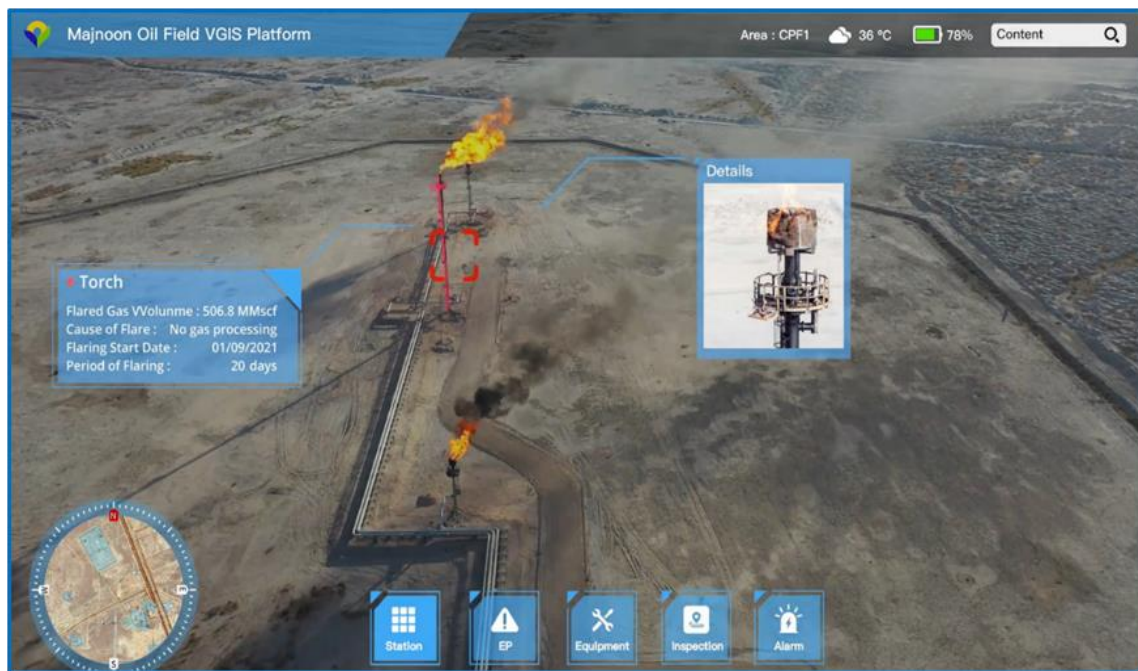 Majnoon Oil Field VGIS Platform
Area : CPF1
36 °C
78%
Content
Details
Torch
Flared Gas VVolunme : 506.8 MMscf
Cause of Flare : No gas processing
Flaring Start Date : 01/09/2021
Period of Flaring : 20 days
N
E
S
Station
EP
Equipment
Inspection
Alarm